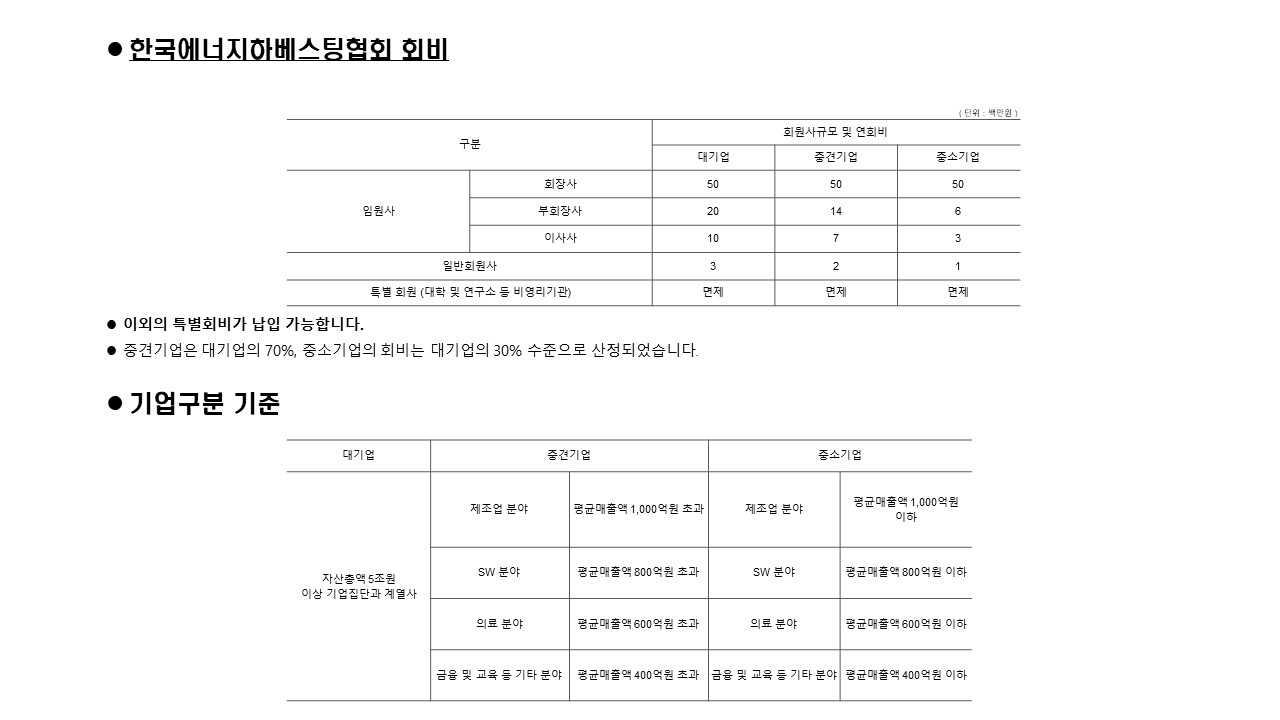 ● 한국에너지하베스팅협회 회비
( 단위 : 백만원 )
구분 회원사규모 및 연회비
대기업 중견기업 중소기업
임원사 회장사 50 50 50
부회장사 20 14 6
이사사 10 7 3
일반회원사 3 2 1
특별 회원 (대학 및 연구소 등 비영리기관) 면제 면제 면제
● 이외의 특별회비가 납입 가능합니다.
● 중견기업은 대기업의 70%, 중소기업의 회비는 대기업의 30% 수준으로 산정되었습니다.
● 기업구분 기준
대기업 중견기업 중소기업
자산총액 5조원
이상 기업집단과 계열사
제조업 분야 평균매출액 1,000억원 초과 제조업 분야 평균매출액 1,000억원
이하
SW 분야 평균매출액 800억원 초과 SW 분야 평균매출액 800억원 이하
의료 분야 평균매출액 600억원 초과 의료 분야 평균매출액 600억원 이하
금융 및 교육 등 기타 분야 평균매출액 400억원 초과 금융 및 교육 등 기타 분야 평균매출액 400억원 이하